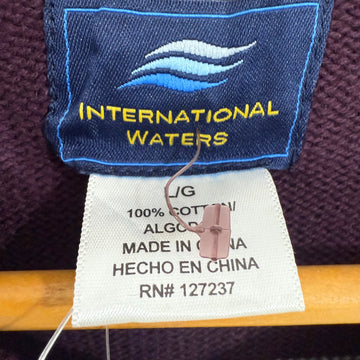 INTERNATIONAL
WATERS
L/G
100% COTTON/
ALGODÓN
MADE IN CHINA
HECHO EN CHINA
RN# 127237